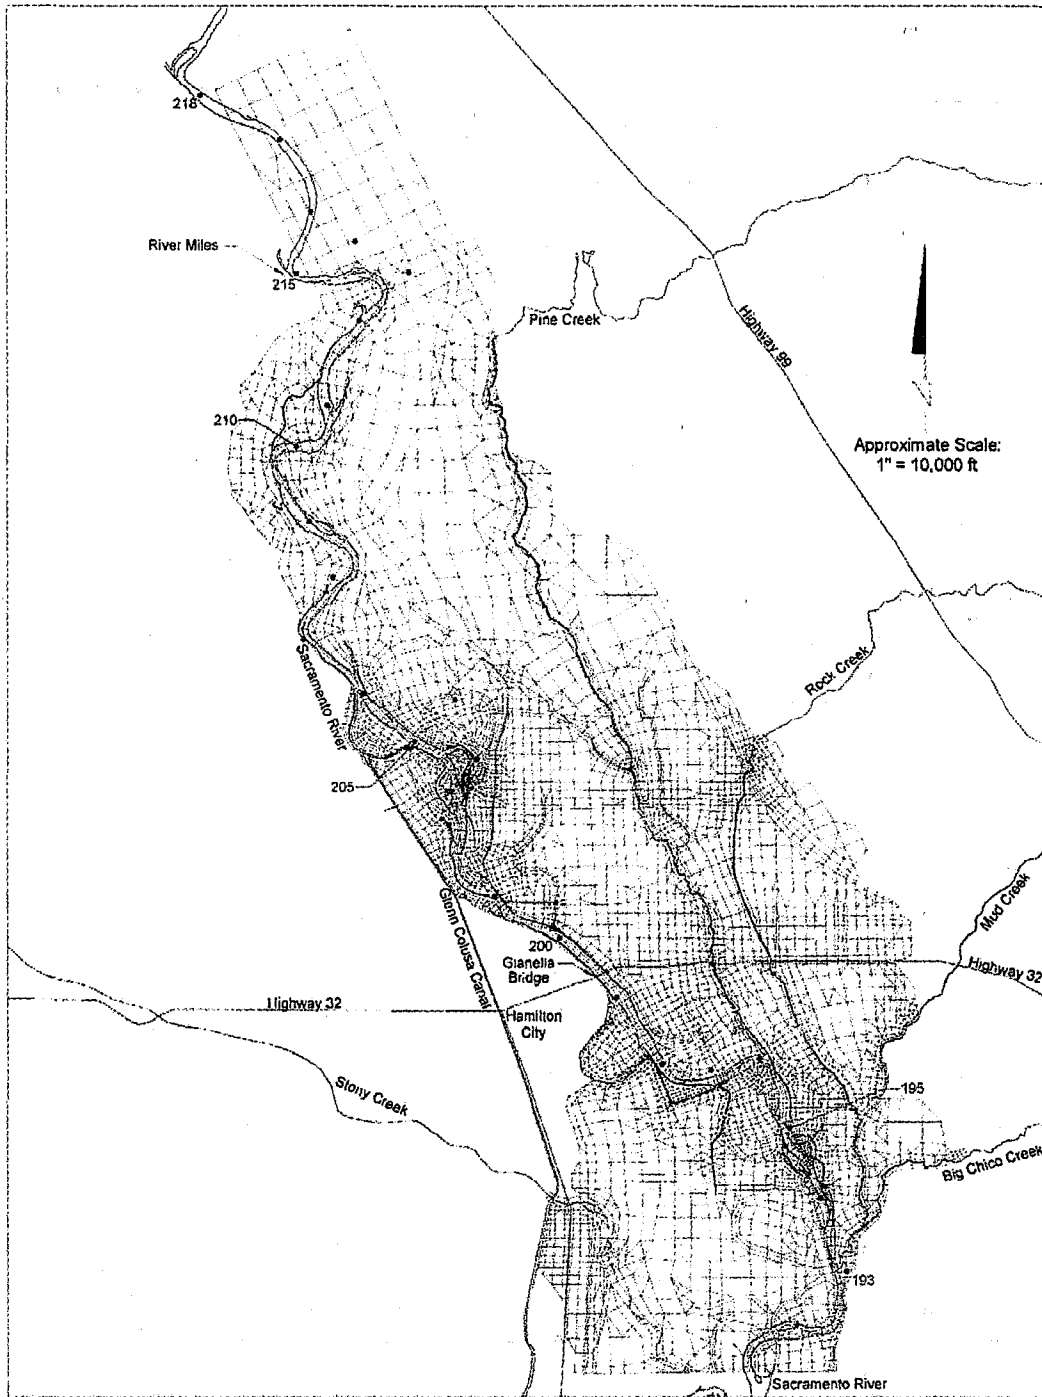 218
River Miles
215
Pine Creek
Highway 99
210
Approximate Scale:
1" = 10,000 ft
Sacramento River
Rock Creek
205
Glenn Colusa Canal
Mud Creek
200
Gianella
Bridge
Highway 32
Highway 32
Hamilton
City
Stony Creek
195
Big Chico Creek
193
Sacramento River